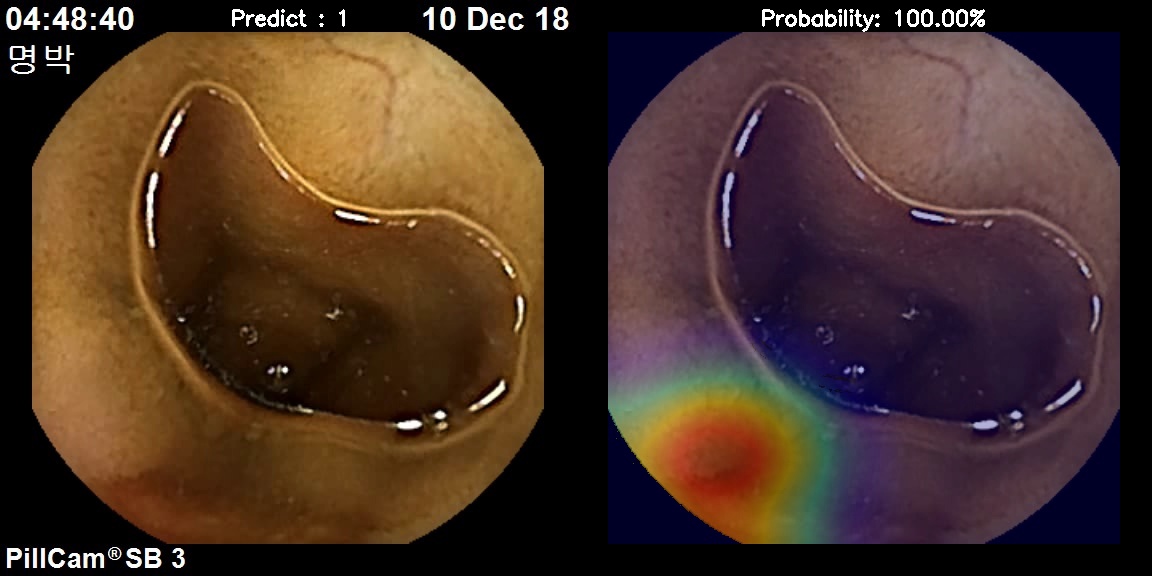 04:48:40
Predict : 1
10 Dec 18
Probability: 100.00%
명박
PillCam® SB 3